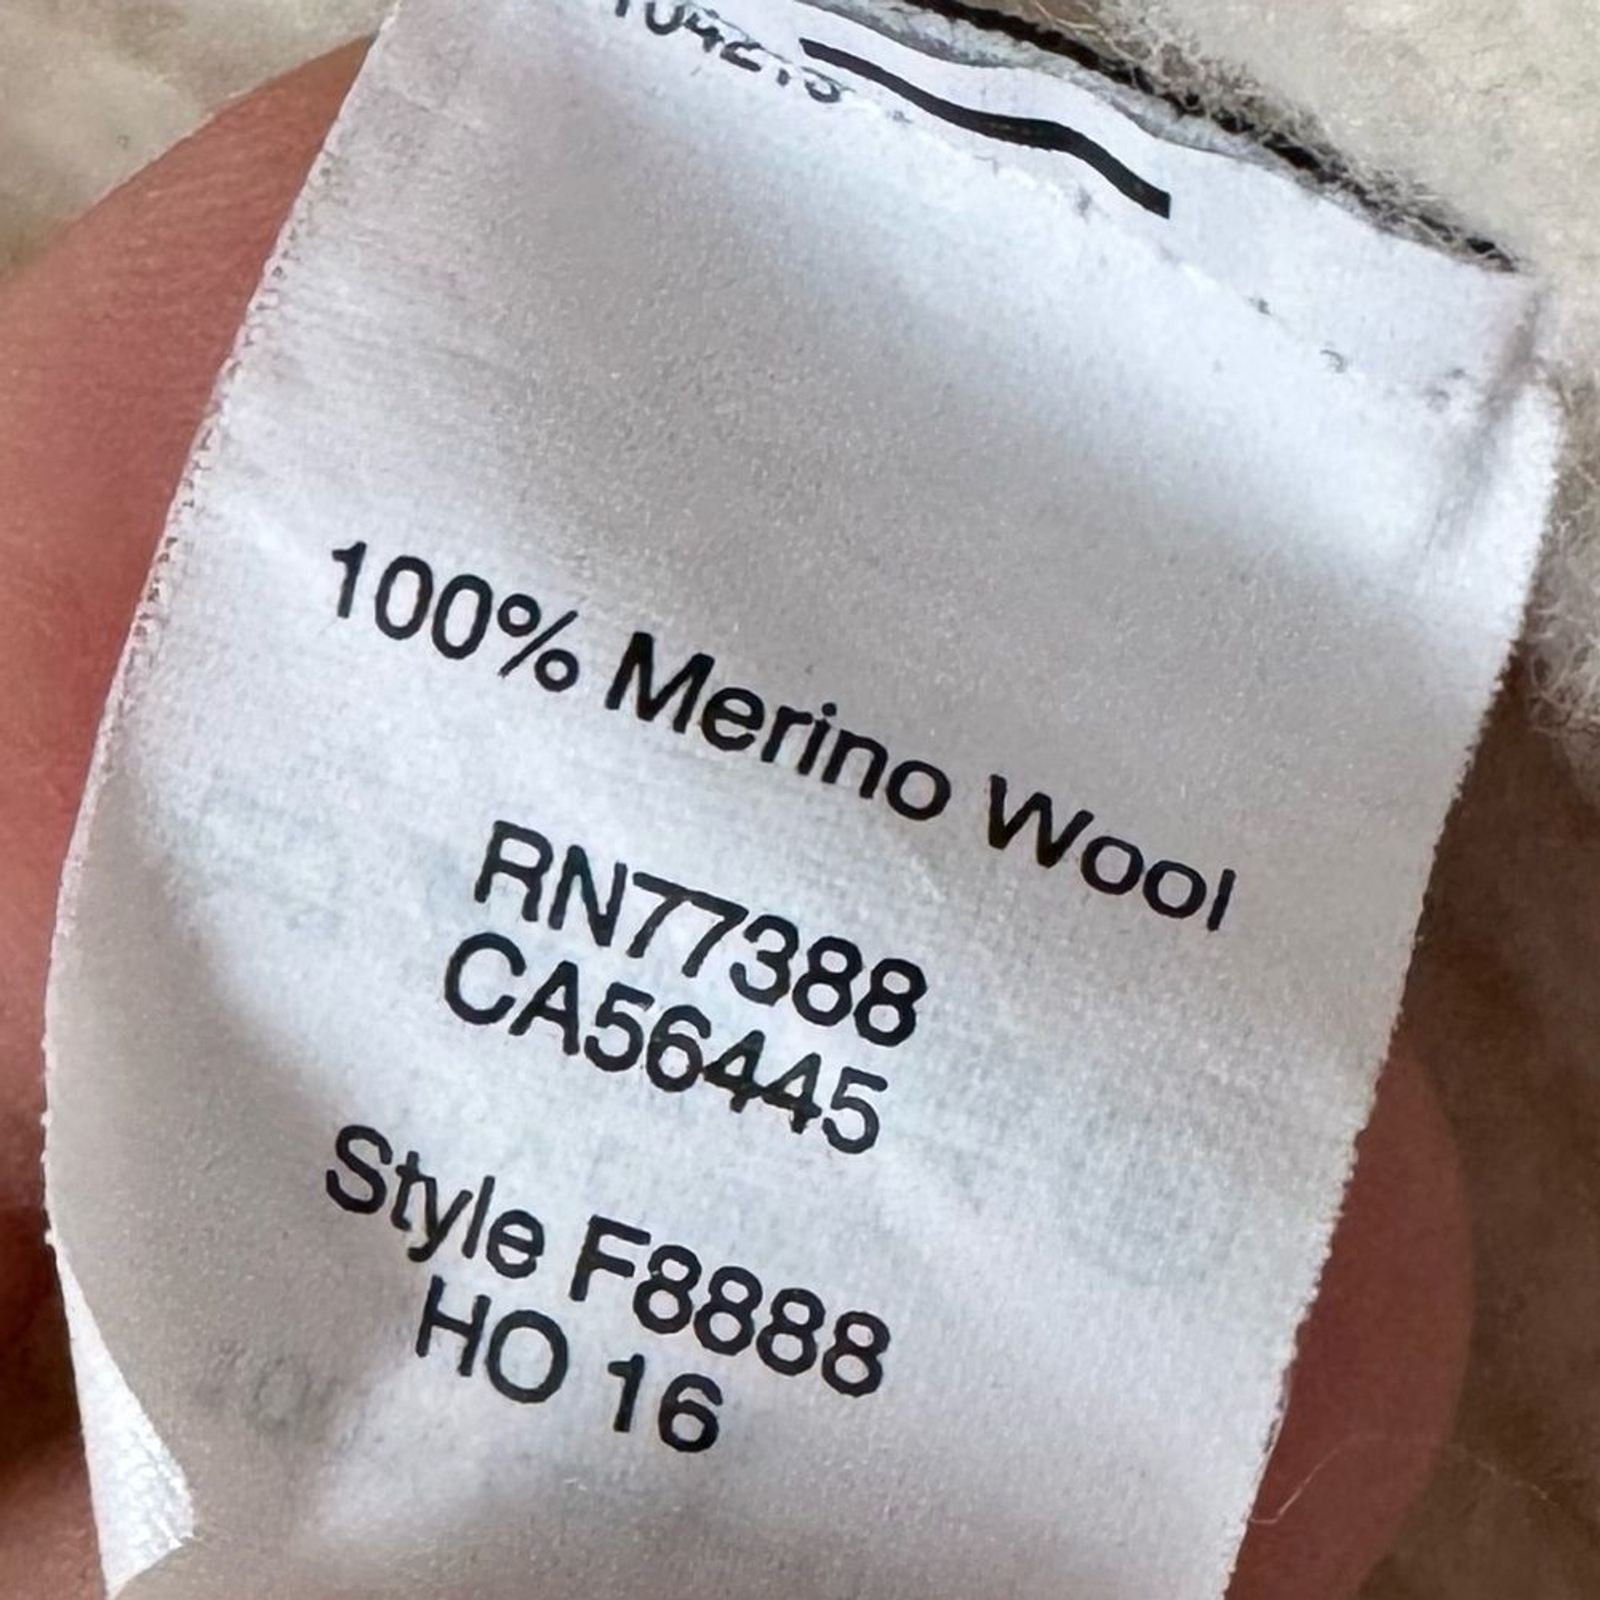 100% Merino Wool
RN77388
CA56445
Style F8888
HO 16